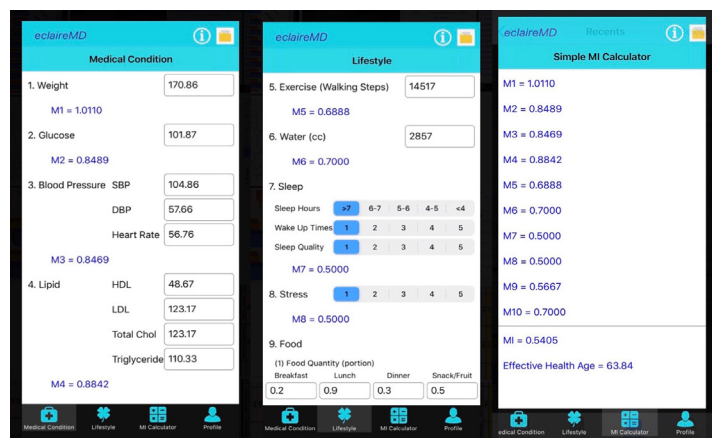 eclaireMD
Medical Condition
1. Weight 170.86
M1 = 1.0110
2. Glucose 101.87
M2 = 0.8489
3. Blood Pressure SBP 104.86
DBP 57.66
Heart Rate 56.76
M3 = 0.8469
4. Lipid HDL 48.67
LDL 123.17
Total Chol 123.17
Triglyceride 110.33
M4 = 0.8842
Medical Condition Lifestyle MI Calculator Profile
eclaireMD
Lifestyle
5. Exercise (Walking Steps) 14517
M5 = 0.6888
6. Water (cc) 2857
M6 = 0.7000
7. Sleep
Sleep Hours >7 6-7 5-6 4-5 <4
Wake Up Times 1 2 3 4 5
Sleep Quality 1 2 3 4 5
M7 = 0.5000
8. Stress 1 2 3 4 5
M8 = 0.5000
9. Food
(1) Food Quantity (portion)
Breakfast Lunch Dinner Snack/Fruit
0.2 0.9 0.3 0.5
Medical Condition Lifestyle MI Calculator Profile
eclaireMD Recents
Simple MI Calculator
M1 = 1.0110
M2 = 0.8489
M3 = 0.8469
M4 = 0.8842
M5 = 0.6888
M6 = 0.7000
M7 = 0.5000
M8 = 0.5000
M9 = 0.5667
M10 = 0.7000
MI = 0.5405
Effective Health Age = 63.84
edical Condition Lifestyle MI Calculator Profile